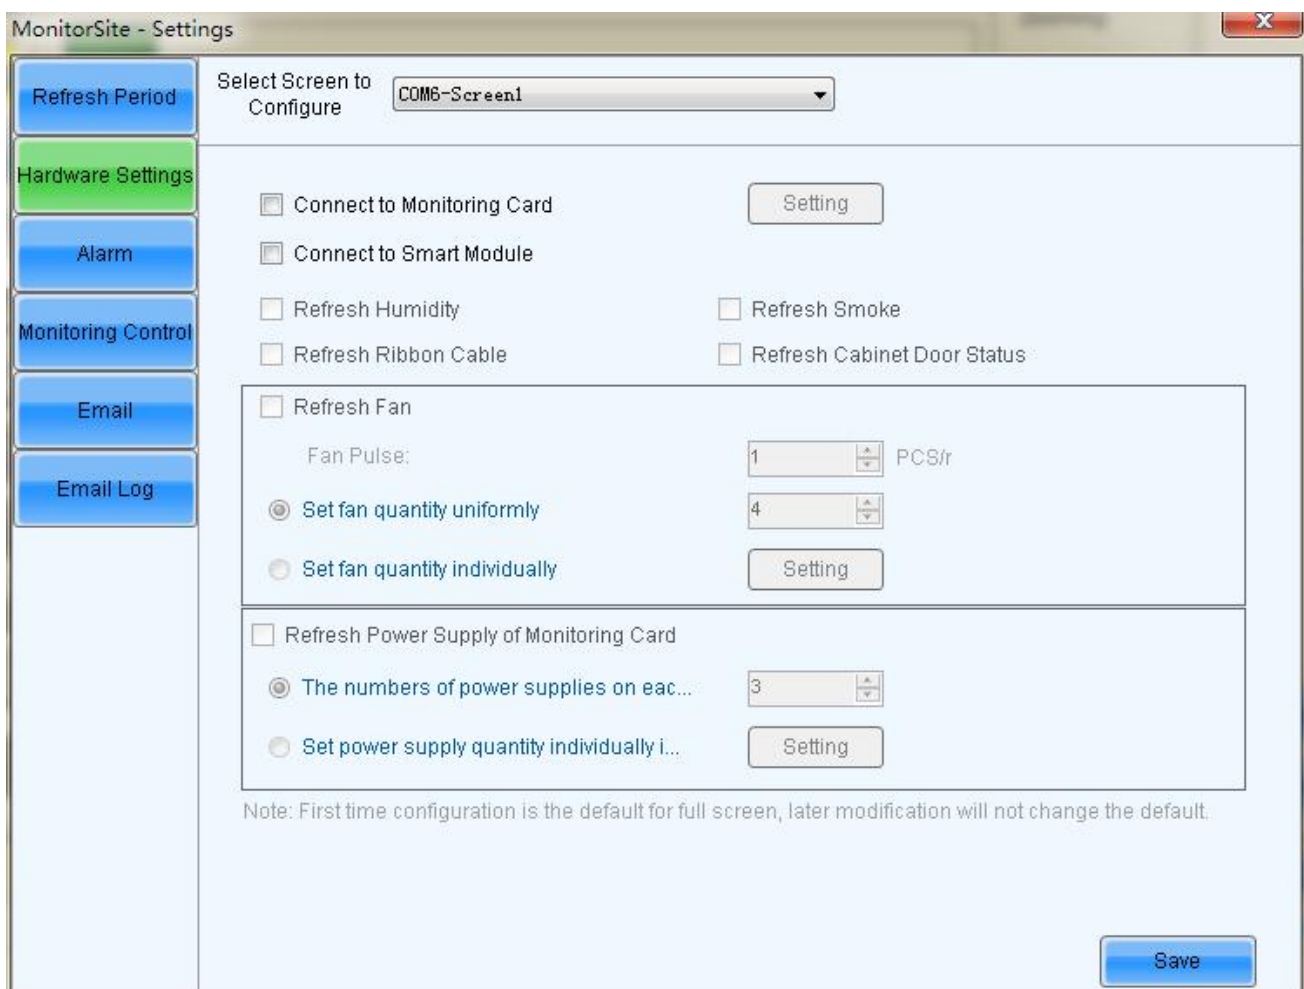 MonitorSite - Settings
Refresh Period
Hardware Settings
Alarm
Monitoring Control
Email
Email Log
Select Screen to
Configure
COM6-Screen1
Connect to Monitoring Card
Setting
Connect to Smart Module
Refresh Humidity
Refresh Smoke
Refresh Ribbon Cable
Refresh Cabinet Door Status
Refresh Fan
Fan Pulse:
1
PCS/r
Set fan quantity uniformly
4
Set fan quantity individually
Setting
Refresh Power Supply of Monitoring Card
The numbers of power supplies on eac...
3
Set power supply quantity individually i...
Setting
Note: First time configuration is the default for full screen, later modification will not change the default.
Save